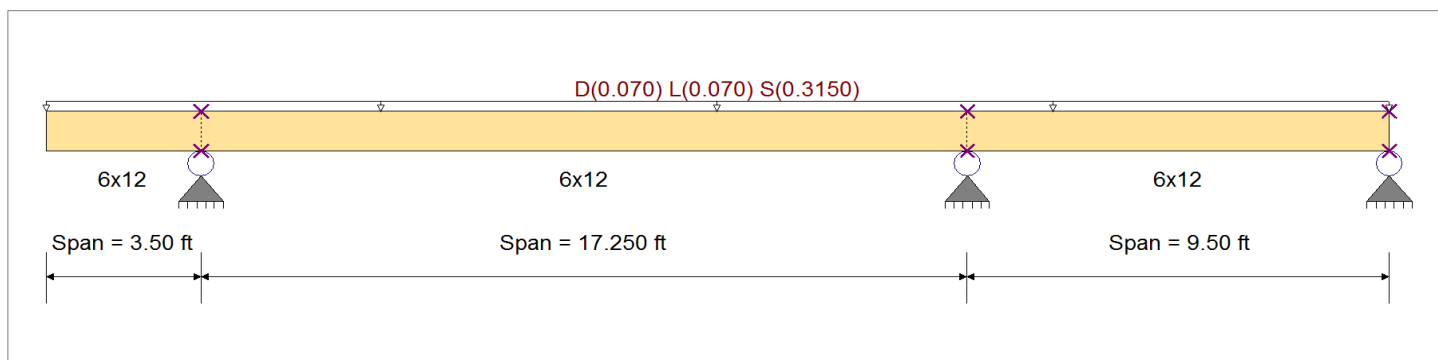 D(0.070) L(0.070) S(0.3150)
6x12
6x12
6x12
Span = 3.50 ft
Span = 17.250 ft
Span = 9.50 ft